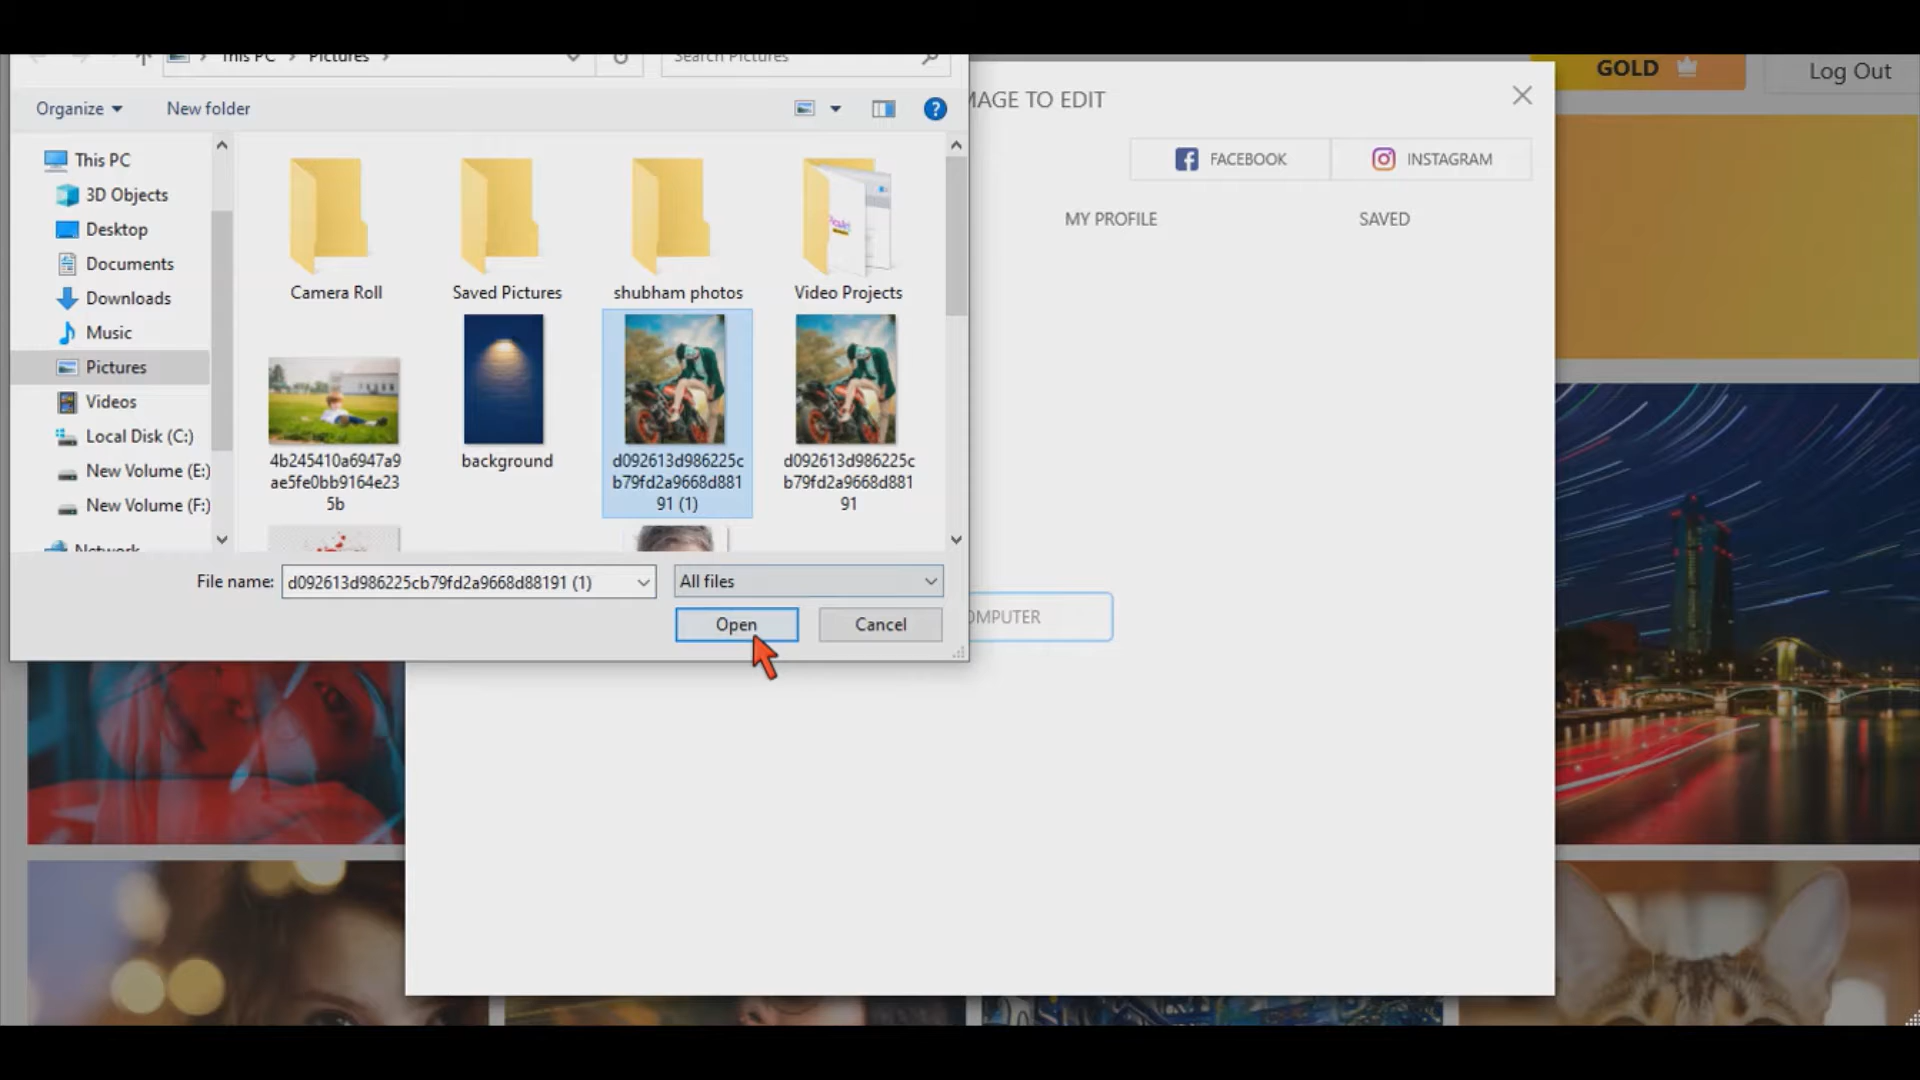 This PC
Pictures
Search Pictures
Organize
New folder
This PC
3D Objects
Desktop
Documents
Downloads
Music
Pictures
Videos
Local Disk (C:)
New Volume (E:)
New Volume (F:)
Network
Camera Roll
Saved Pictures
shubham photos
Video Projects
4b245410a6947a9
ae5fe0bb9164e23
5b
background
d092613d986225c
b79fd2a9668d881
91 (1)
d092613d986225c
b79fd2a9668d881
91
File name:
d092613d986225cb79fd2a9668d88191 (1)
All files
Open
Cancel
MAGE TO EDIT
FACEBOOK
INSTAGRAM
MY PROFILE
SAVED
OMPUTER
GOLD
Log Out